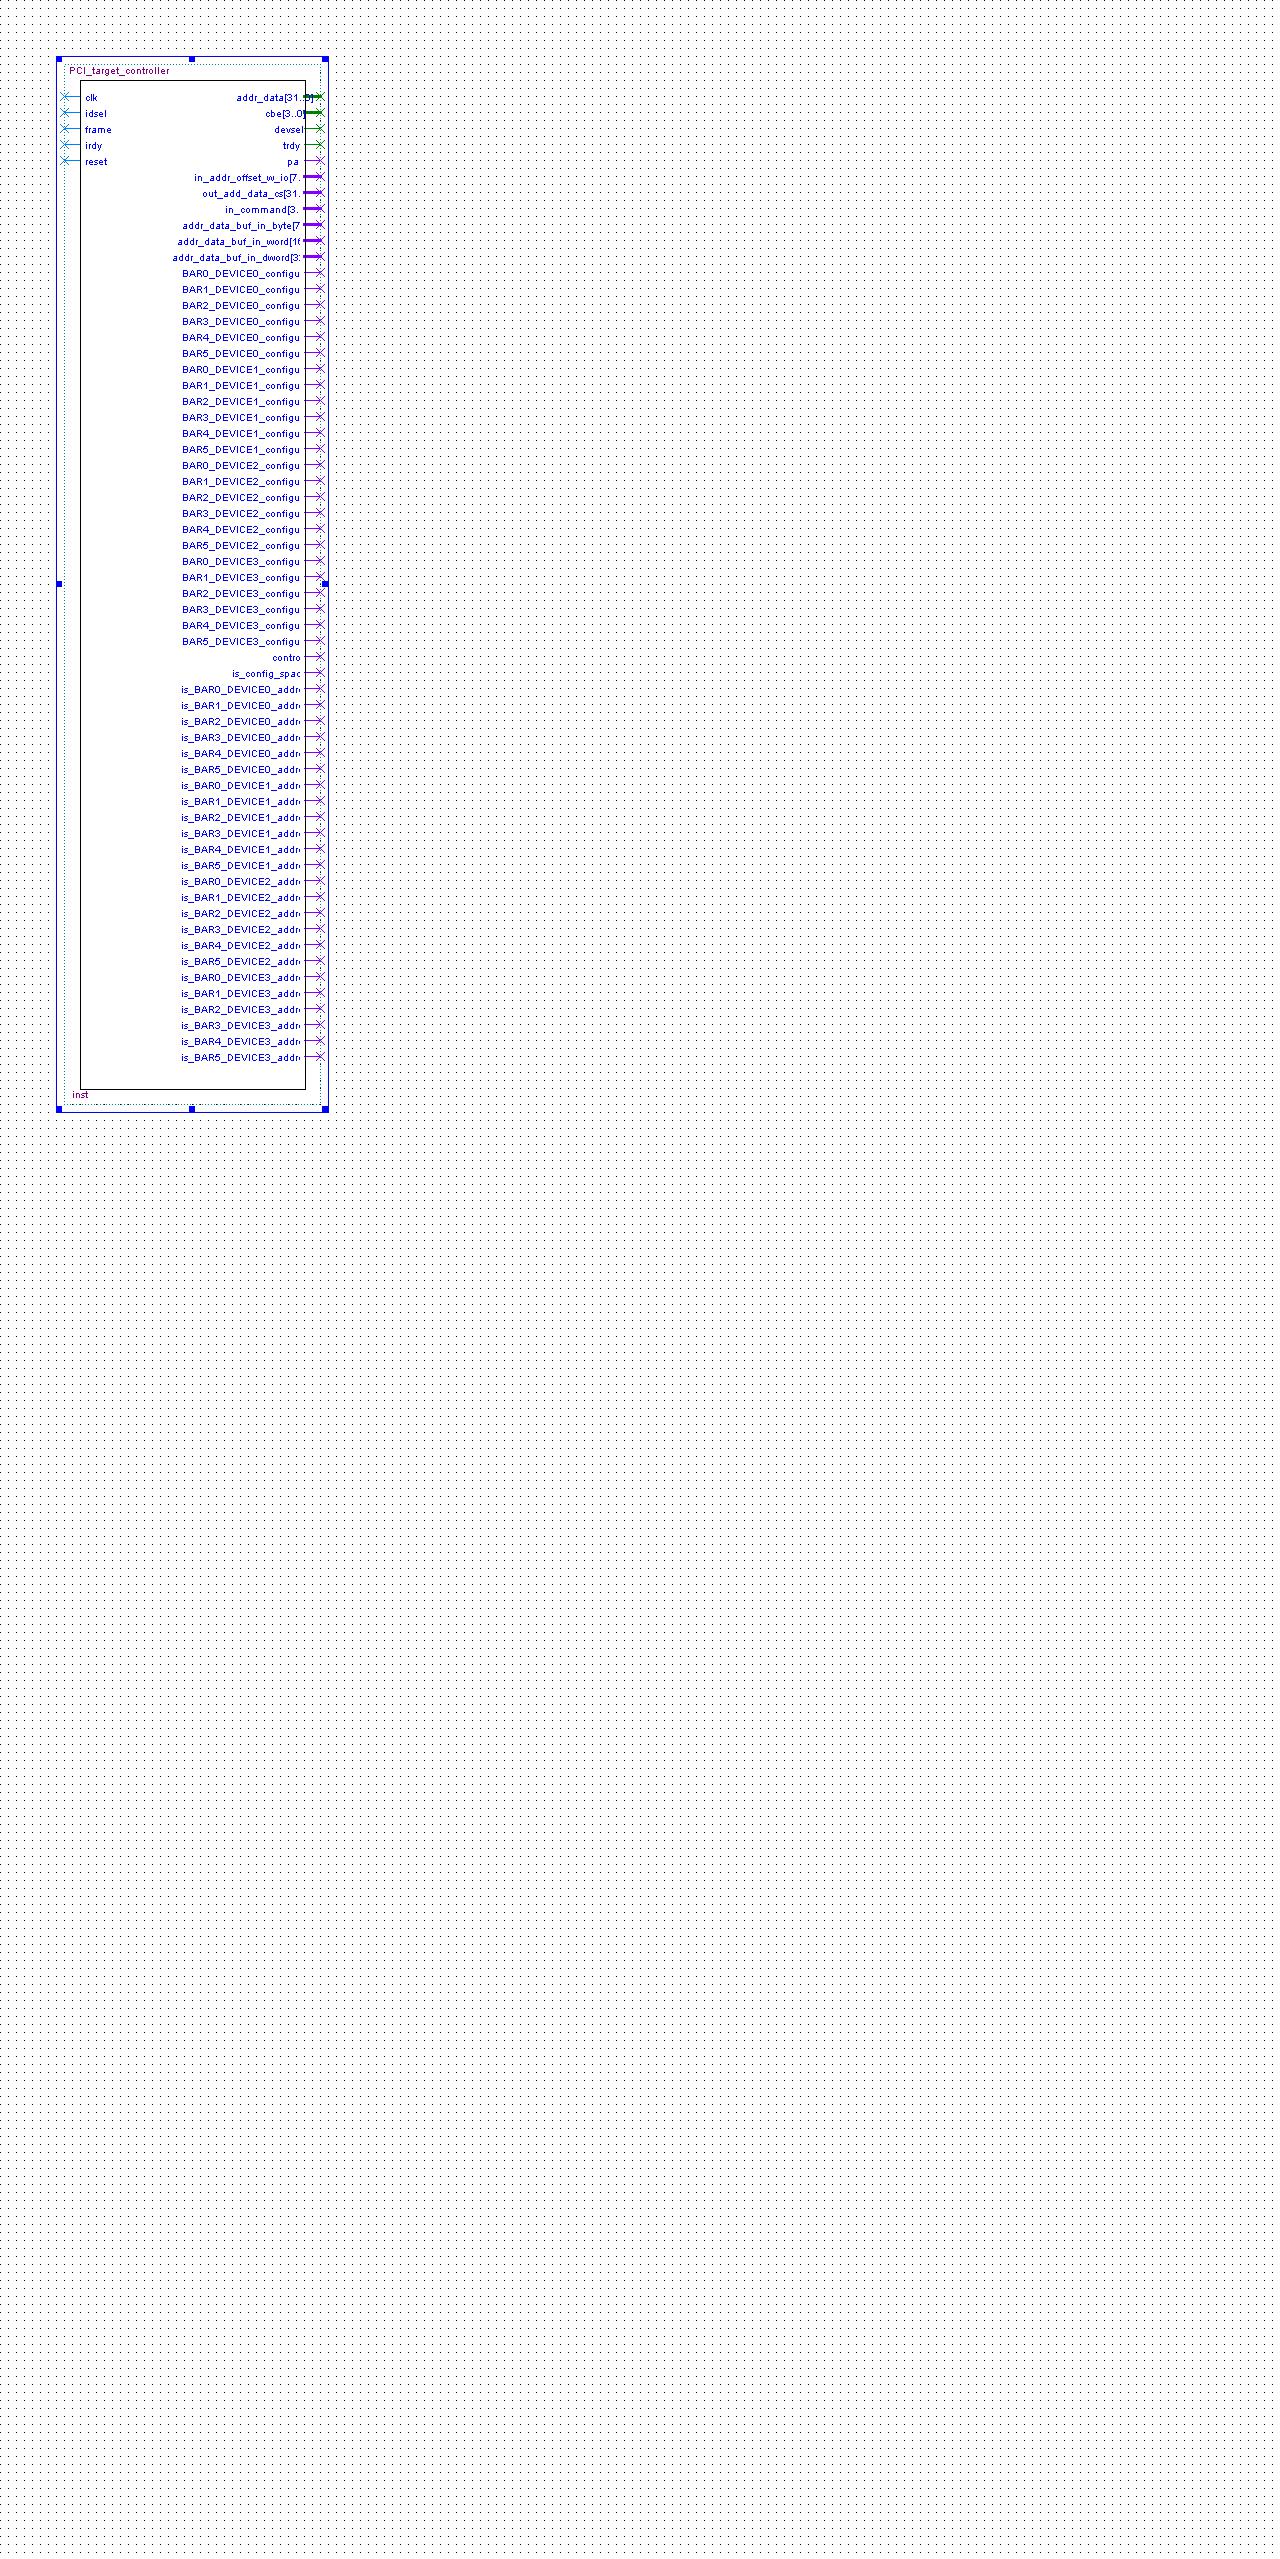 PCI_target_controller
clk addr_data[31..0]
idsel cbe[3..0]
frame devsel
irdy trdy
reset pa
in_addr_offset_w_io[7.
out_add_data_cs[31.
in_command[3.
addr_data_buf_in_byte[7
addr_data_buf_in_word[16
addr_data_buf_in_dword[3
BAR0_DEVICE0_configu
BAR1_DEVICE0_configu
BAR2_DEVICE0_configu
BAR3_DEVICE0_configu
BAR4_DEVICE0_configu
BAR5_DEVICE0_configu
BAR0_DEVICE1_configu
BAR1_DEVICE1_configu
BAR2_DEVICE1_configu
BAR3_DEVICE1_configu
BAR4_DEVICE1_configu
BAR5_DEVICE1_configu
BAR0_DEVICE2_configu
BAR1_DEVICE2_configu
BAR2_DEVICE2_configu
BAR3_DEVICE2_configu
BAR4_DEVICE2_configu
BAR5_DEVICE2_configu
BAR0_DEVICE3_configu
BAR1_DEVICE3_configu
BAR2_DEVICE3_configu
BAR3_DEVICE3_configu
BAR4_DEVICE3_configu
BAR5_DEVICE3_configu
contro
is_config_spac
is_BAR0_DEVICE0_addr
is_BAR1_DEVICE0_addr
is_BAR2_DEVICE0_addr
is_BAR3_DEVICE0_addr
is_BAR4_DEVICE0_addr
is_BAR5_DEVICE0_addr
is_BAR0_DEVICE1_addr
is_BAR1_DEVICE1_addr
is_BAR2_DEVICE1_addr
is_BAR3_DEVICE1_addr
is_BAR4_DEVICE1_addr
is_BAR5_DEVICE1_addr
is_BAR0_DEVICE2_addr
is_BAR1_DEVICE2_addr
is_BAR2_DEVICE2_addr
is_BAR3_DEVICE2_addr
is_BAR4_DEVICE2_addr
is_BAR5_DEVICE2_addr
is_BAR0_DEVICE3_addr
is_BAR1_DEVICE3_addr
is_BAR2_DEVICE3_addr
is_BAR3_DEVICE3_addr
is_BAR4_DEVICE3_addr
is_BAR5_DEVICE3_addr
inst